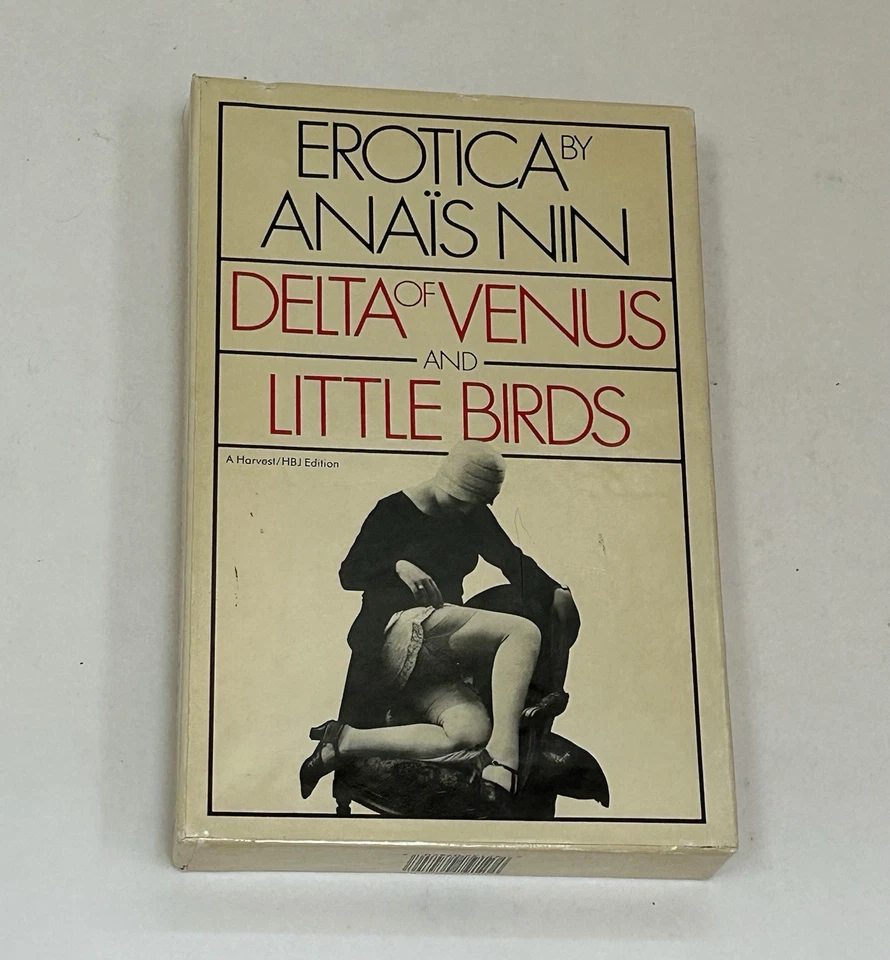 EROTICA BY
ANAÏS NIN
DELTA OF VENUS
AND
LITTLE BIRDS
A Harvest/HBJ Edition